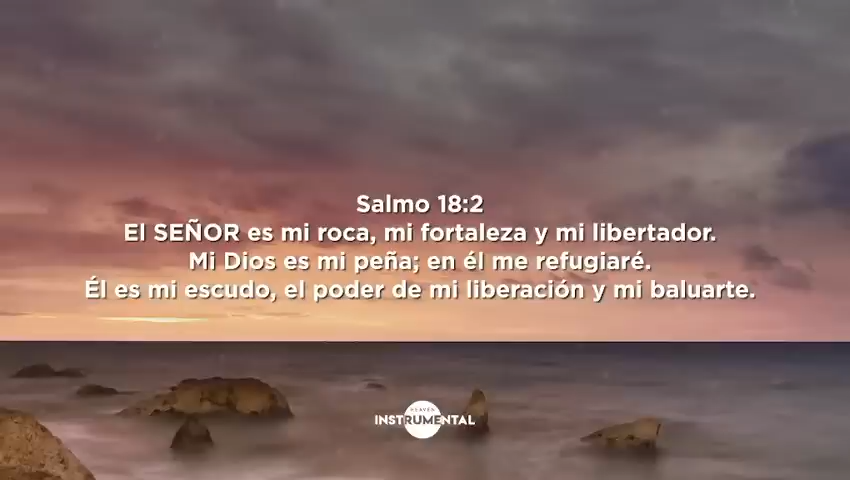 Salmo 18:2
El SEÑOR es mi roca, mi fortaleza y mi libertador.
Mi Dios es mi peña; en él me refugiaré.
Él es mi escudo, el poder de mi liberación y mi baluarte.
HEAVEN
INSTRUMENTAL